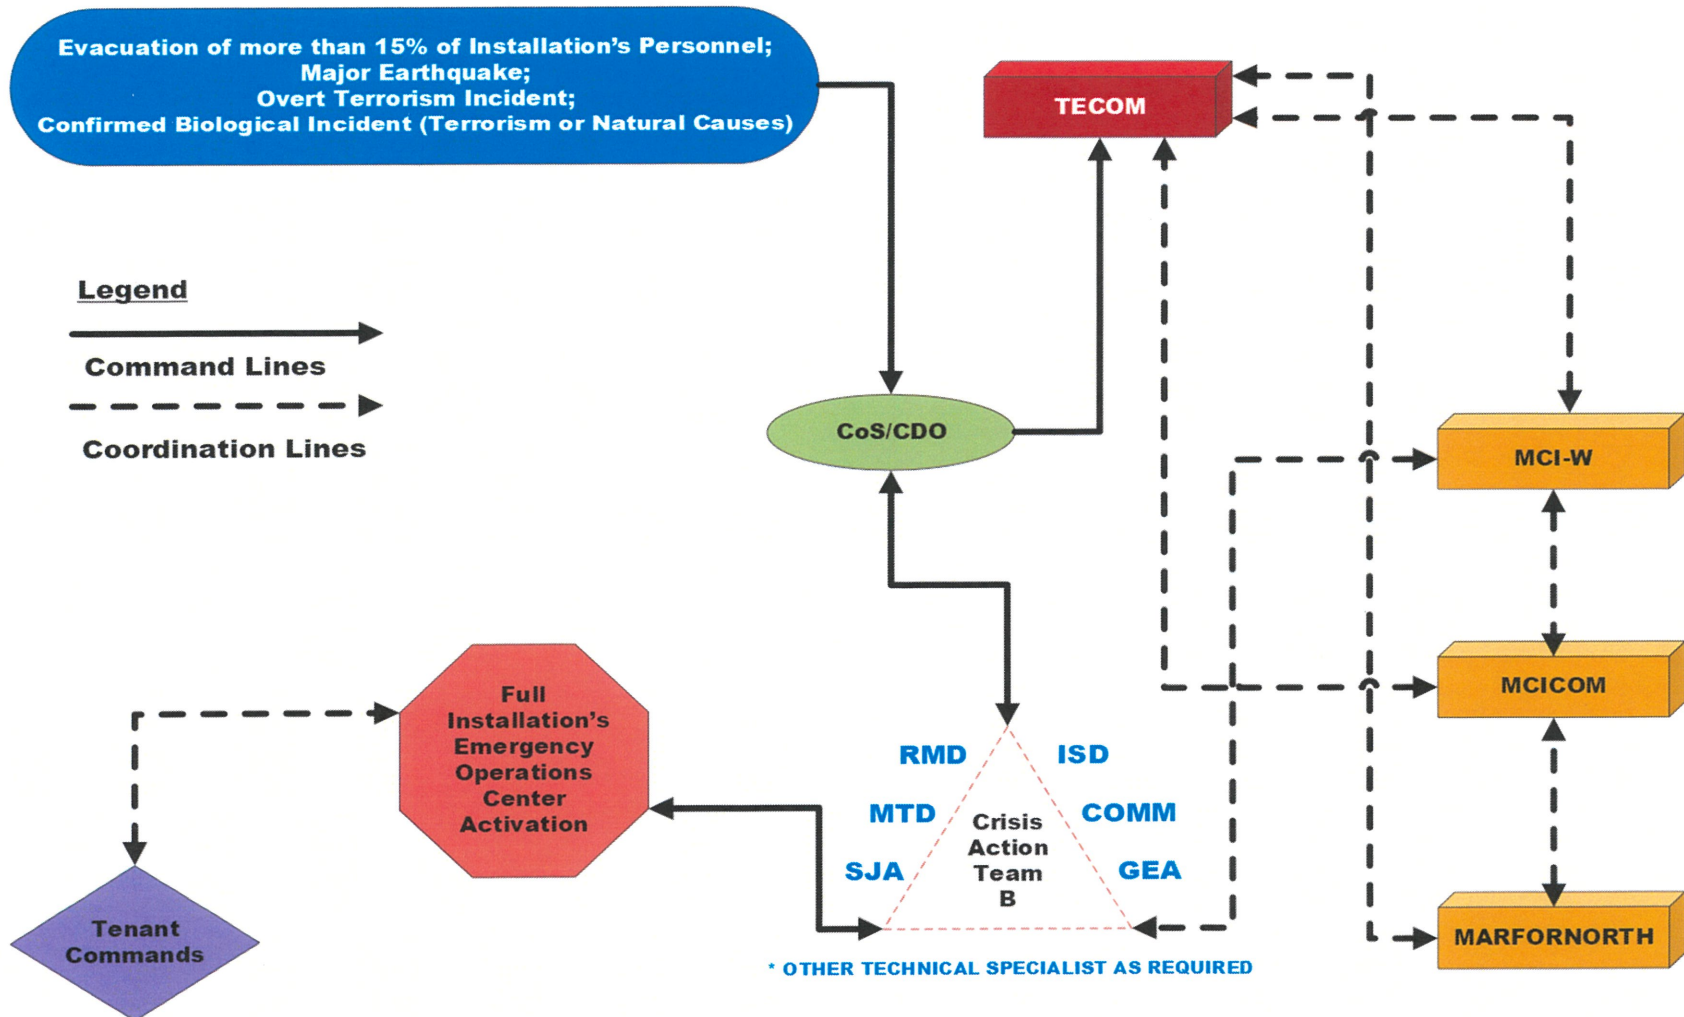 Evacuation of more than 15% of Installation's Personnel;
Major Earthquake;
Overt Terrorism Incident;
Confirmed Biological Incident (Terrorism or Natural Causes)
TECOM
Legend
Command Lines
Coordination Lines
CoS/CDO
MCI-W
MCICOM
MARFORNORTH
Full
Installation's
Emergency
Operations
Center
Activation
Tenant
Commands
RMD
MTD
SJA
ISD
COMM
GEA
Crisis
Action
Team
B
* OTHER TECHNICAL SPECIALIST AS REQUIRED